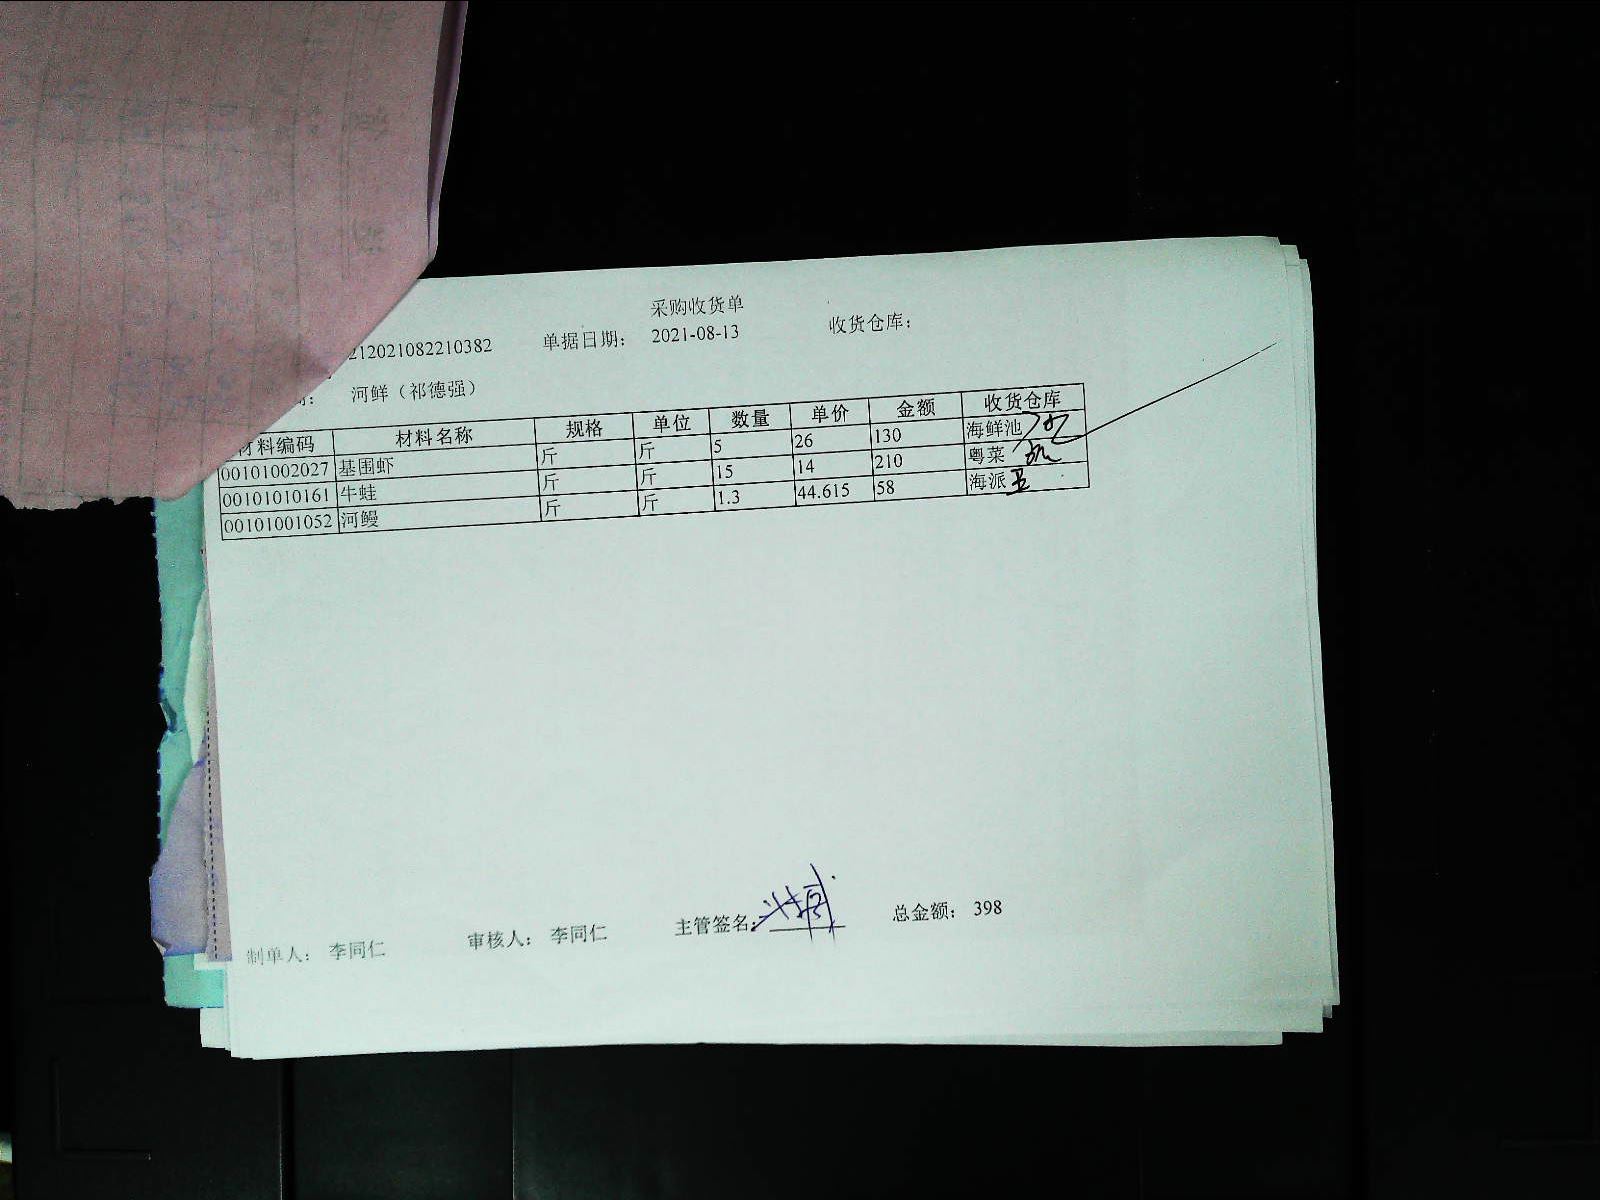 采购收货单
212021082210382 单据日期： 2021-08-13 收货仓库：
河鲜（祁德强）
材料编码 材料名称 规格 单位 数量 单价 金额 收货仓库
00101002027 基围虾 斤 斤 5 26 130 海鲜池
00101010161 牛蛙 斤 斤 15 14 210 粤菜
00101001052 河鳗 斤 斤 1.3 44.615 58 海派
制单人： 李同仁 审核人： 李同仁 主管签名： 总金额： 398